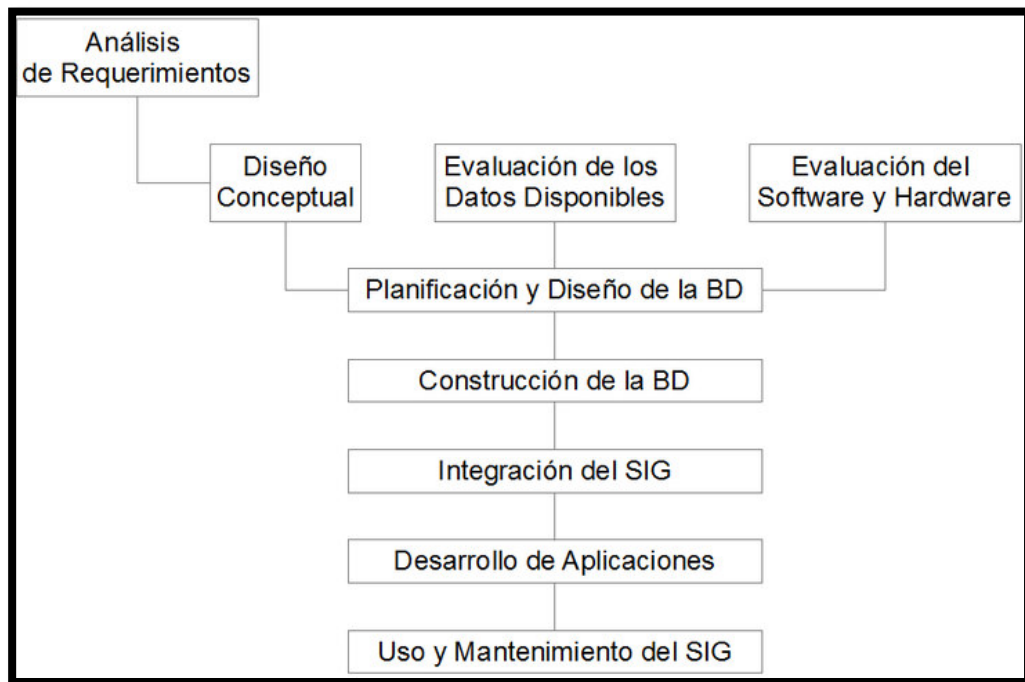 Análisis
de Requerimientos
Diseño
Conceptual
Evaluación de los
Datos Disponibles
Evaluación del
Software y Hardware
Planificación y Diseño de la BD
Construcción de la BD
Integración del SIG
Desarrollo de Aplicaciones
Uso y Mantenimiento del SIG